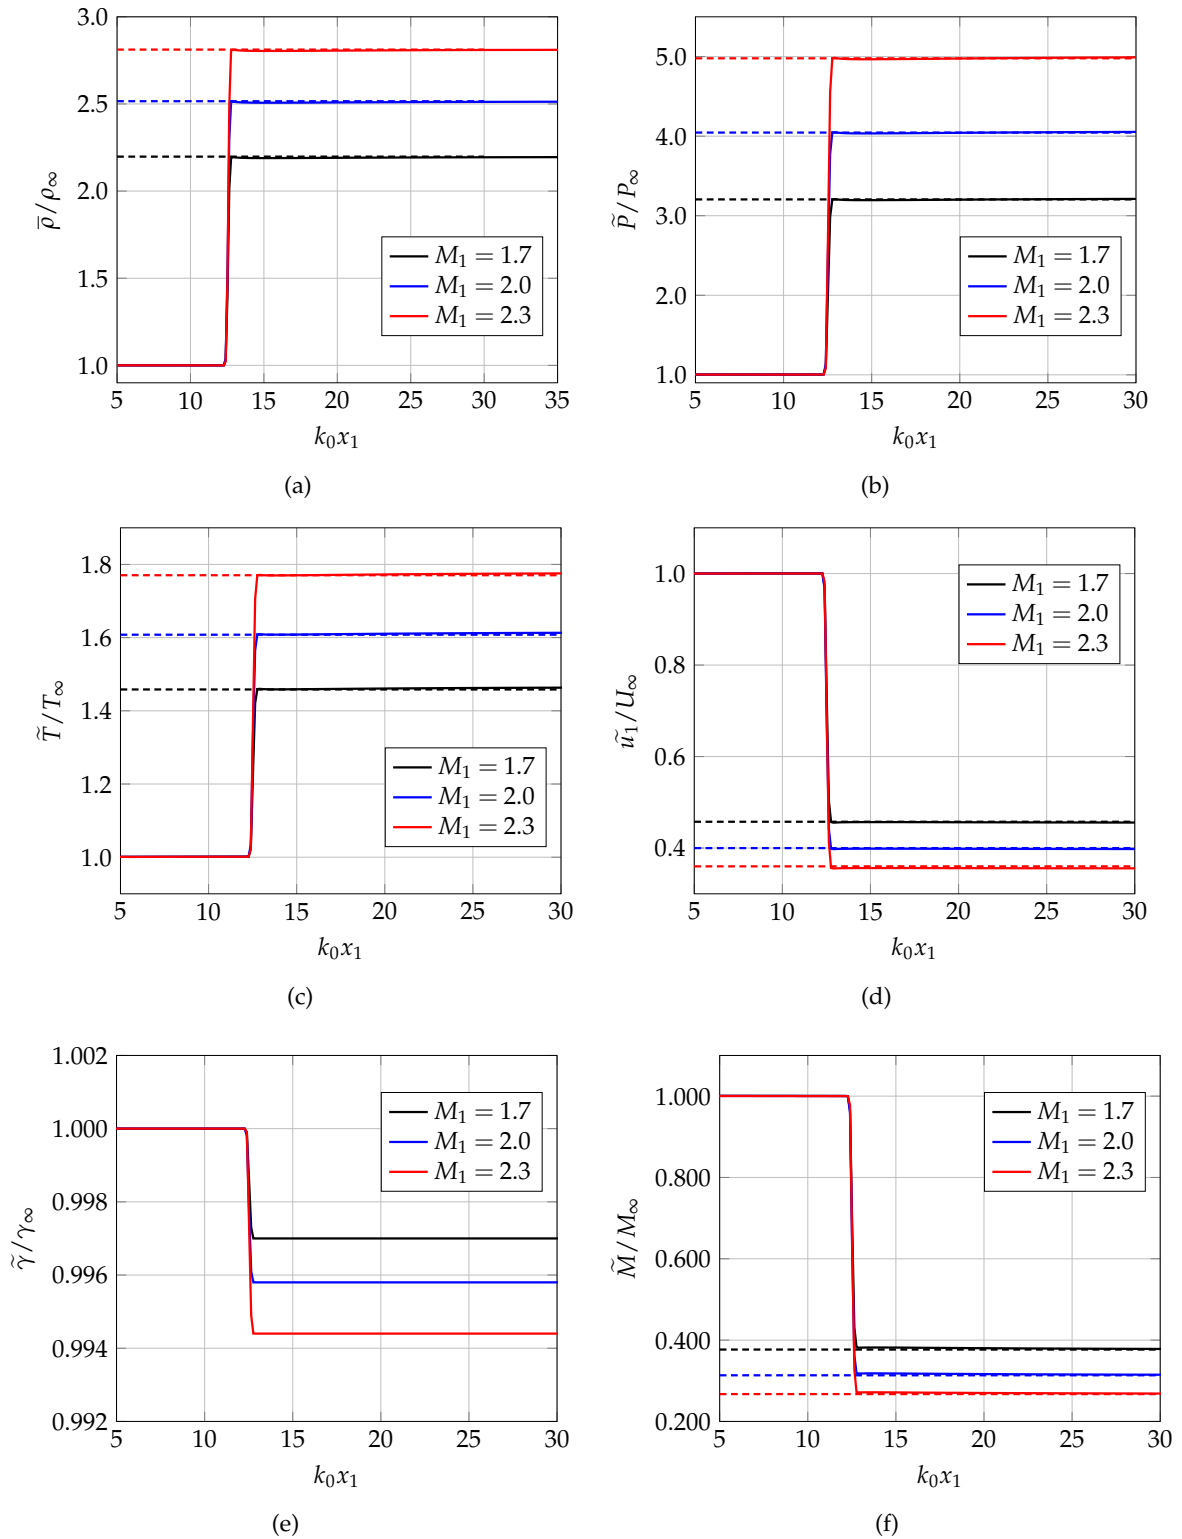 3.0
2.5
2.0
1.5
1.0
ρ̅/ρ∞
M₁ = 1.7
M₁ = 2.0
M₁ = 2.3
5 10 15 20 25 30 35
k₀x₁
(a)
5.0
4.0
3.0
2.0
1.0
P̃/P∞
M₁ = 1.7
M₁ = 2.0
M₁ = 2.3
5 10 15 20 25 30
k₀x₁
(b)
1.8
1.6
1.4
1.2
1.0
T̃/T∞
M₁ = 1.7
M₁ = 2.0
M₁ = 2.3
5 10 15 20 25 30
k₀x₁
(c)
1.0
0.8
0.6
0.4
ũ₁/U∞
M₁ = 1.7
M₁ = 2.0
M₁ = 2.3
5 10 15 20 25 30
k₀x₁
(d)
1.002
1.000
0.998
0.996
0.994
0.992
γ̃/γ∞
M₁ = 1.7
M₁ = 2.0
M₁ = 2.3
5 10 15 20 25 30
k₀x₁
(e)
1.000
0.800
0.600
0.400
0.200
M̃/M∞
M₁ = 1.7
M₁ = 2.0
M₁ = 2.3
5 10 15 20 25 30
k₀x₁
(f)